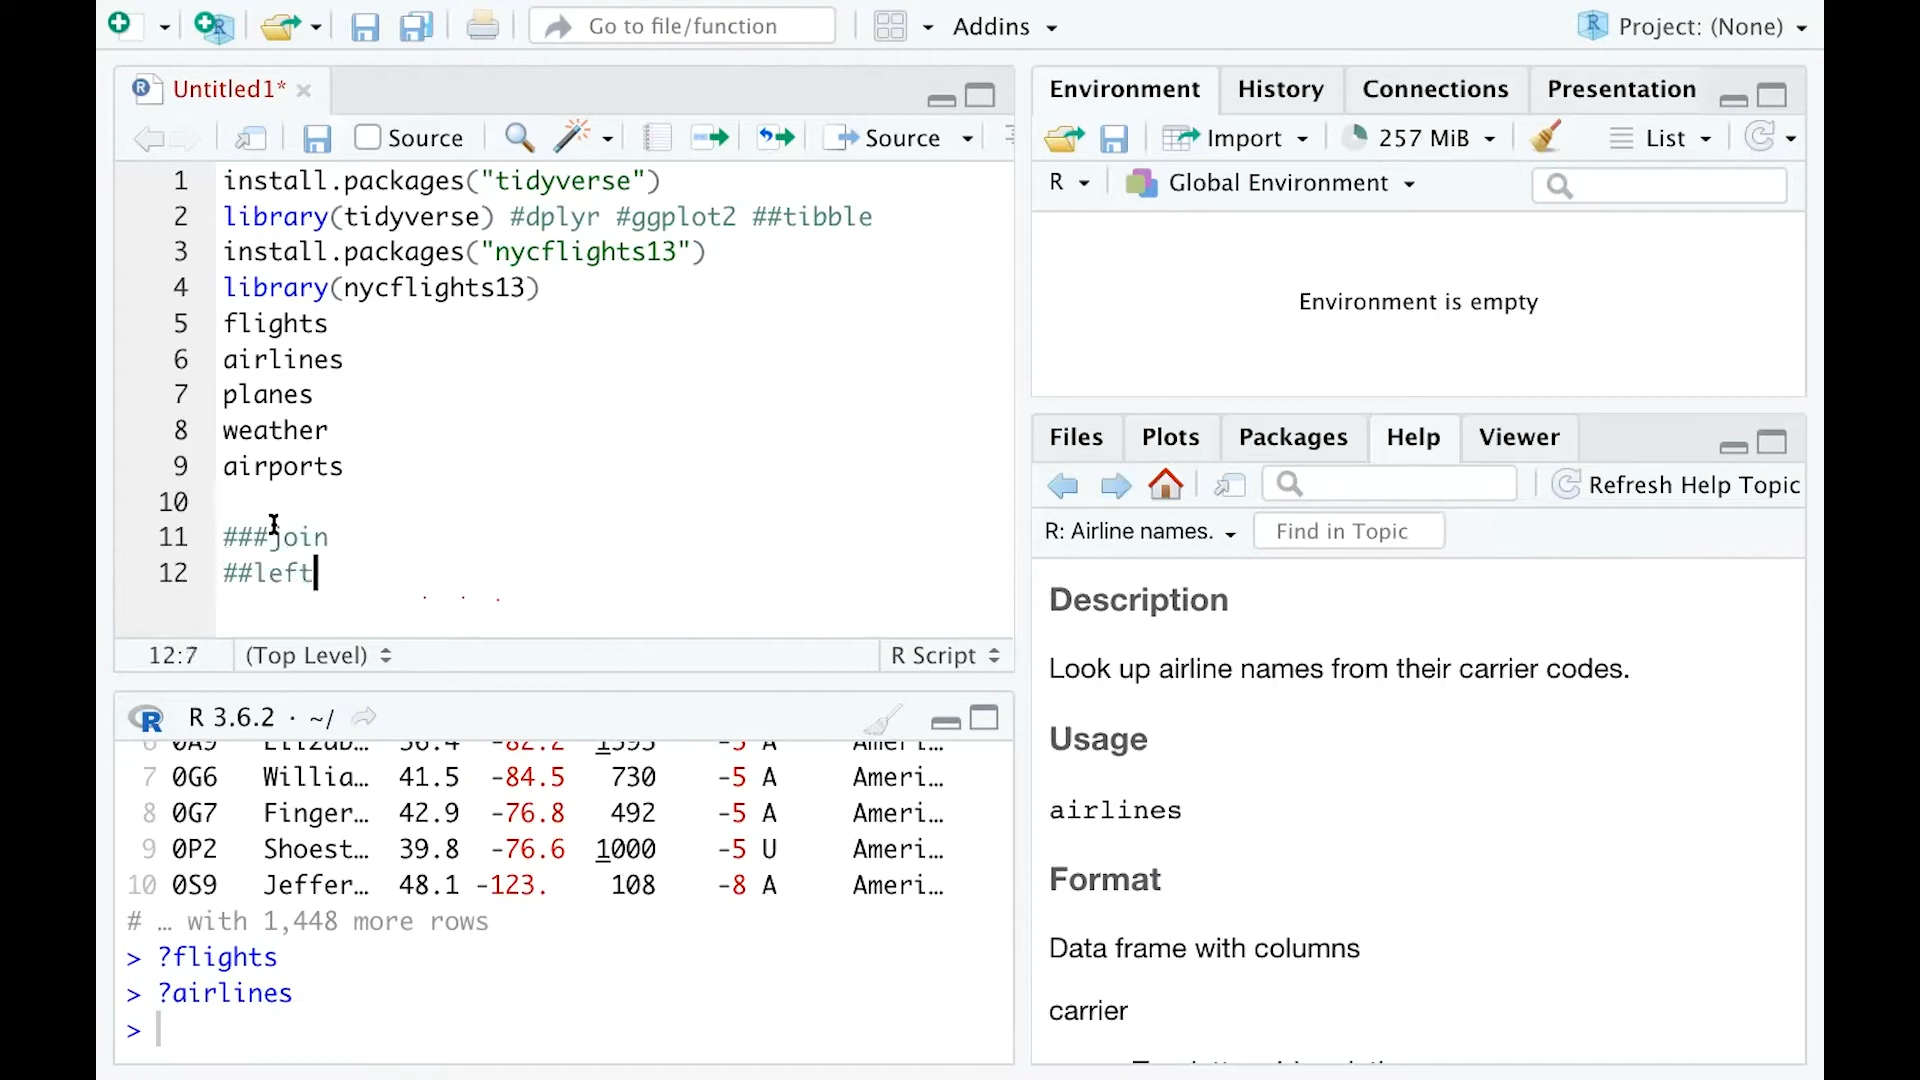 Go to file/function Addins Project: (None)
Untitled1*
Source Source
1 install.packages("tidyverse")
2 library(tidyverse) #dplyr #ggplot2 ##tibble
3 install.packages("nycflights13")
4 library(nycflights13)
5 flights
6 airlines
7 planes
8 weather
9 airports
10
11 ###join
12 ##left
12:7 (Top Level) R Script
R 3.6.2 · ~/
7 0G6 Willia… 41.5 -84.5 730 -5 A Ameri…
8 0G7 Finger… 42.9 -76.8 492 -5 A Ameri…
9 0P2 Shoest… 39.8 -76.6 1000 -5 U Ameri…
10 0S9 Jeffer… 48.1 -123. 108 -8 A Ameri…
# … with 1,448 more rows
> ?flights
> ?airlines
>
Environment History Connections Presentation
Import 257 MiB List
R Global Environment
Environment is empty
Files Plots Packages Help Viewer
Refresh Help Topic
R: Airline names. Find in Topic
Description
Look up airline names from their carrier codes.
Usage
airlines
Format
Data frame with columns
carrier